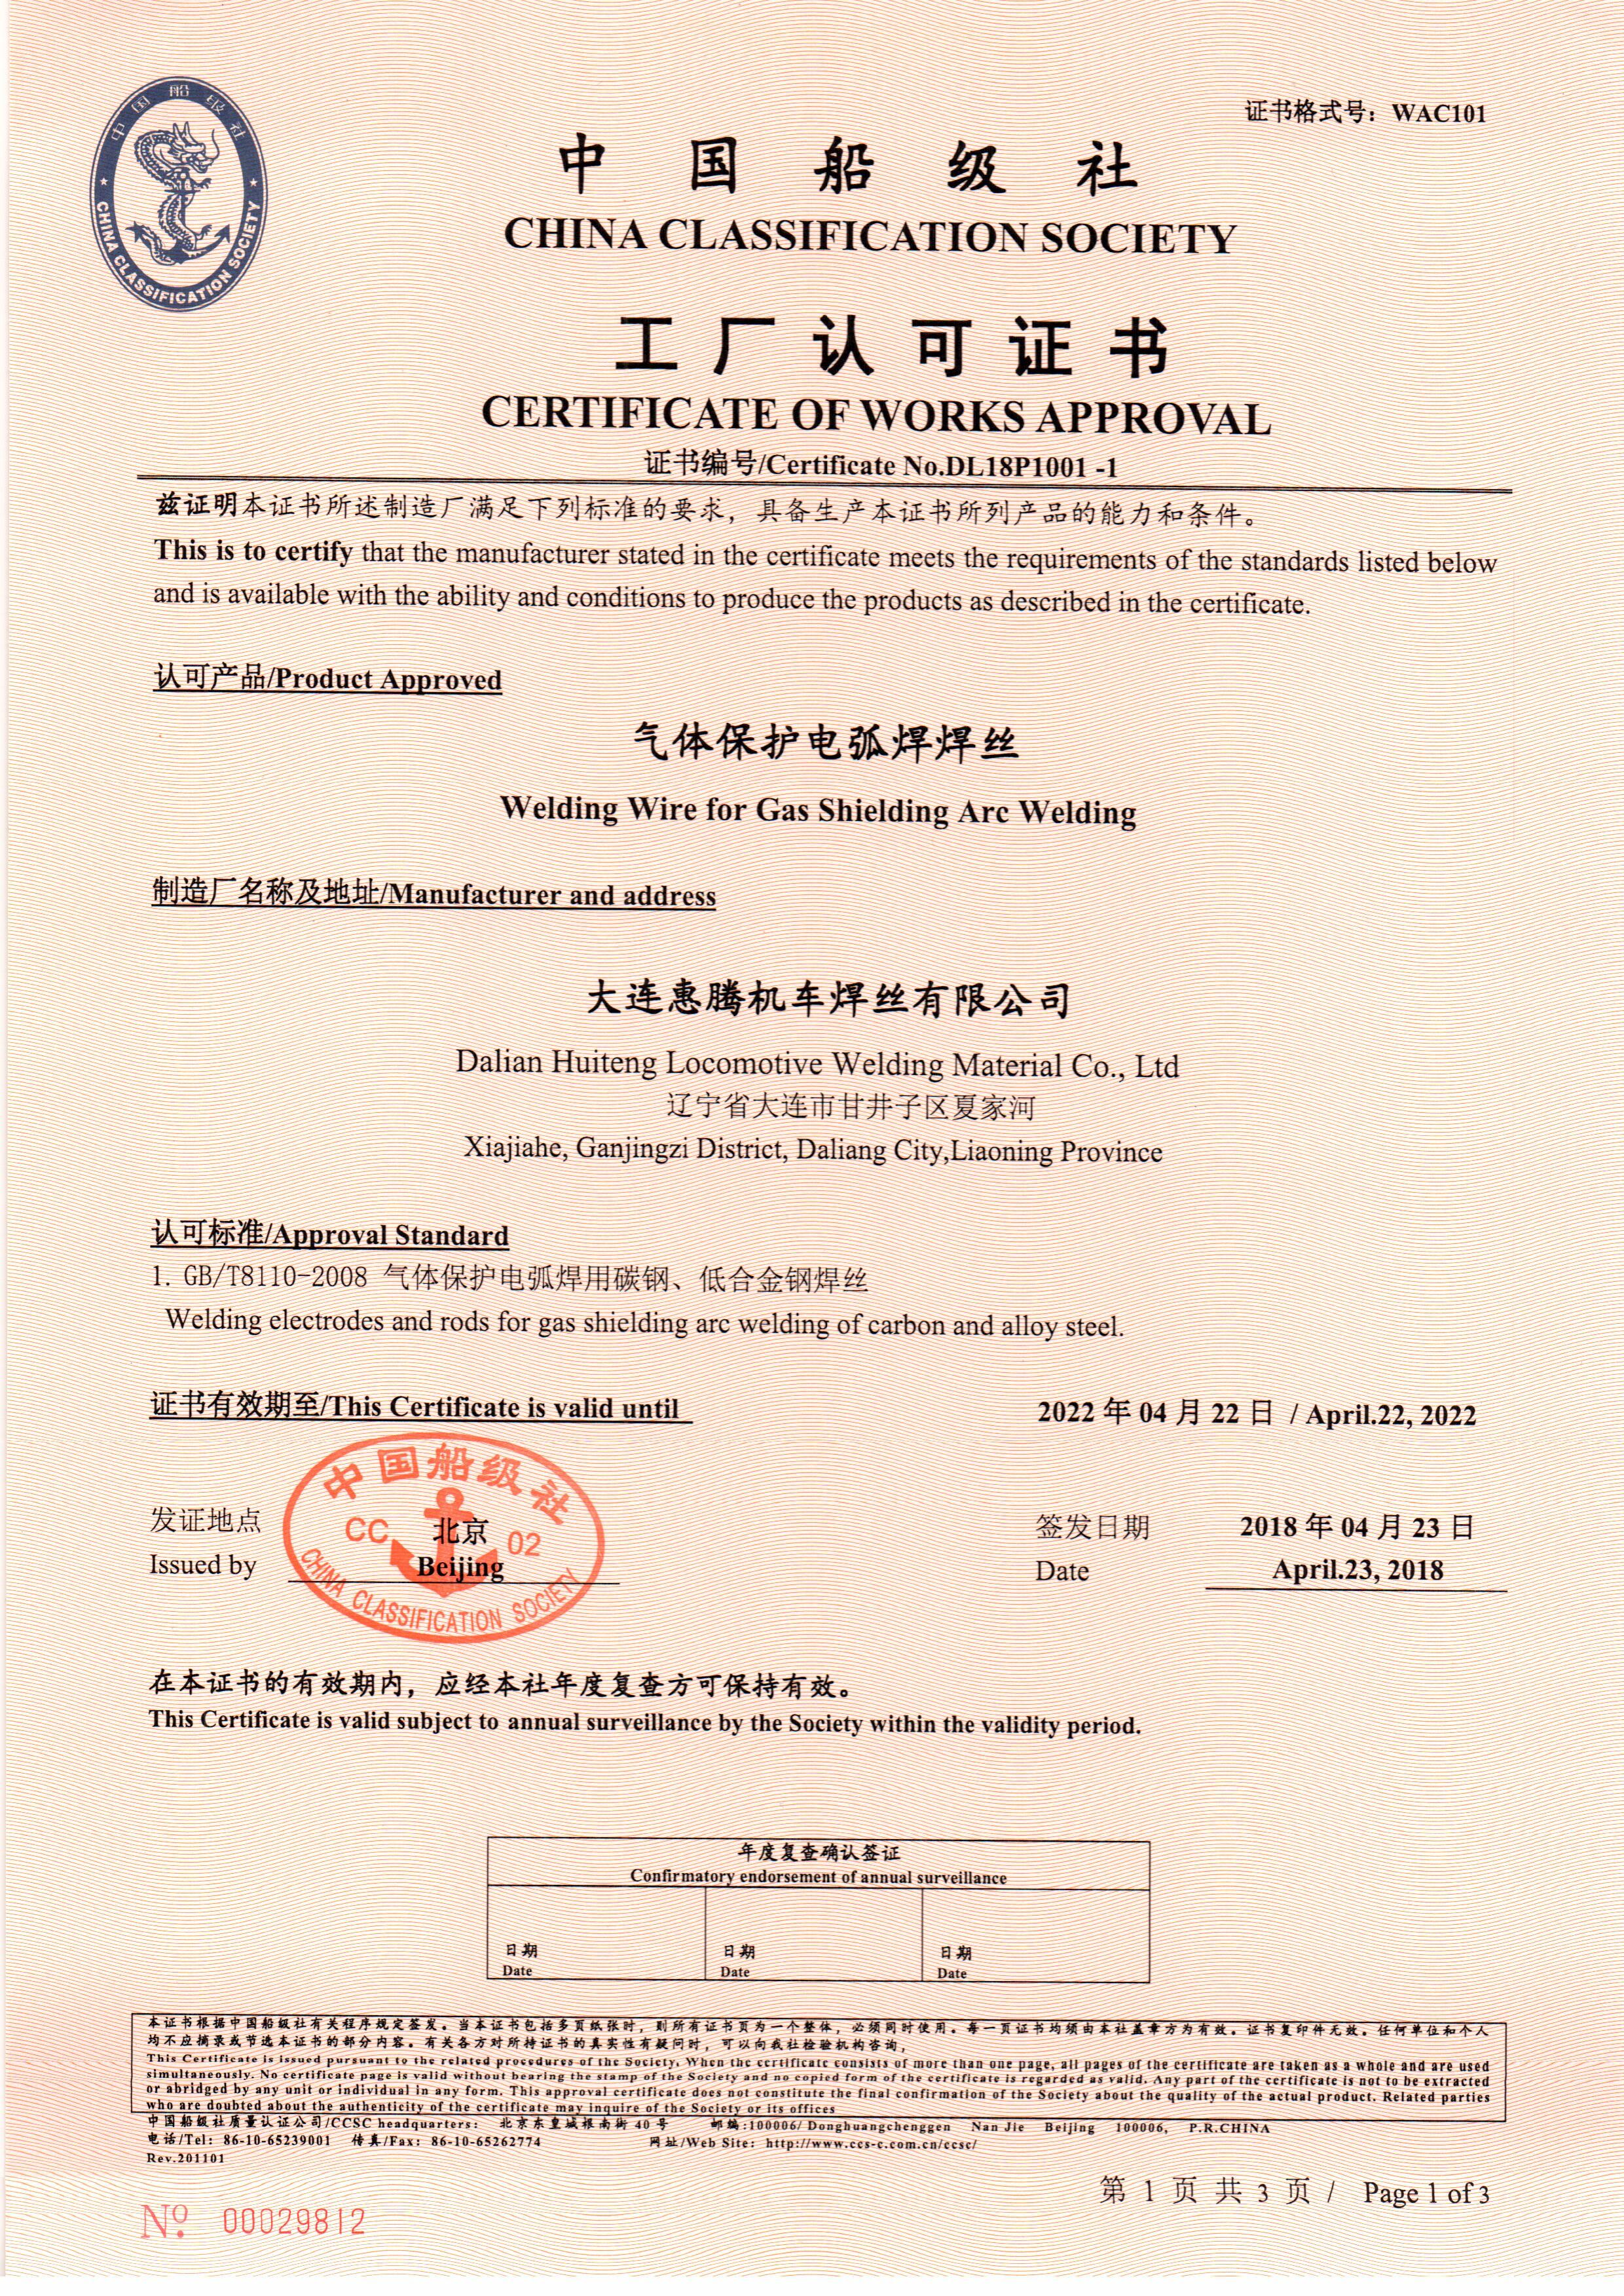 中国船级社
CHINA CLASSIFICATION SOCIETY
证书格式号：WAC101
中国船级社
CHINA CLASSIFICATION SOCIETY
工厂认可证书
CERTIFICATE OF WORKS APPROVAL
证书编号/Certificate No.DL18P1001 -1
兹证明本证书所述制造厂满足下列标准的要求，具备生产本证书所列产品的能力和条件。
This is to certify that the manufacturer stated in the certificate meets the requirements of the standards listed below
and is available with the ability and conditions to produce the products as described in the certificate.
认可产品/Product Approved
气体保护电弧焊焊丝
Welding Wire for Gas Shielding Arc Welding
制造厂名称及地址/Manufacturer and address
大连惠腾机车焊丝有限公司
Dalian Huiteng Locomotive Welding Material Co., Ltd
辽宁省大连市甘井子区夏家河
Xiajiahe, Ganjingzi District, Daliang City,Liaoning Province
认可标准/Approval Standard
1. GB/T8110-2008 气体保护电弧焊用碳钢、低合金钢焊丝
Welding electrodes and rods for gas shielding arc welding of carbon and alloy steel.
证书有效期至/This Certificate is valid until 2022 年 04 月 22 日 / April.22, 2022
中国船级社
CC 02
CHINA CLASSIFICATION SOCIETY
发证地点 北京 签发日期 2018 年 04 月 23 日
Issued by Beijing Date April.23, 2018
在本证书的有效期内，应经本社年度复查方可保持有效。
This Certificate is valid subject to annual surveillance by the Society within the validity period.
年度复查确认签证
Confirmatory endorsement of annual surveillance
日期 日期 日期
Date Date Date
本证书根据中国船级社有关程序规定签发。当本证书包括多页纸张时，则所有证书页为一个整体，必须同时使用。每一页证书均须由本社盖章方为有效。证书复印件无效。任何单位和个人
均不应摘录或节选本证书的部分内容。有关各方对所持证书的真实性有疑问时，可以向我社检验机构咨询，
This Certificate is issued pursuant to the related procedures of the Society. When the certificate consists of more than one page, all pages of the certificate are taken as a whole and are used
simultaneously. No certificate page is valid without bearing the stamp of the Society and no copied form of the certificate is regarded as valid. Any part of the certificate is not to be extracted
or abridged by any unit or individual in any form. This approval certificate does not constitute the final confirmation of the Society about the quality of the actual product. Related parties
who are doubted about the authenticity of the certificate may inquire of the Society or its offices
中国船级社质量认证公司/CCSC headquarters: 北京东皇城根南街 40 号 邮编:100006/ Donghuangchenggen Nan Jie Beijing 100006, P.R.CHINA
电话/Tel: 86-10-65239001 传真/Fax: 86-10-65262774 网址/Web Site: http://www.ccs-c.com.cn/ccsc/
Rev.201101
第 1 页 共 3 页 / Page 1 of 3
№ 00029812